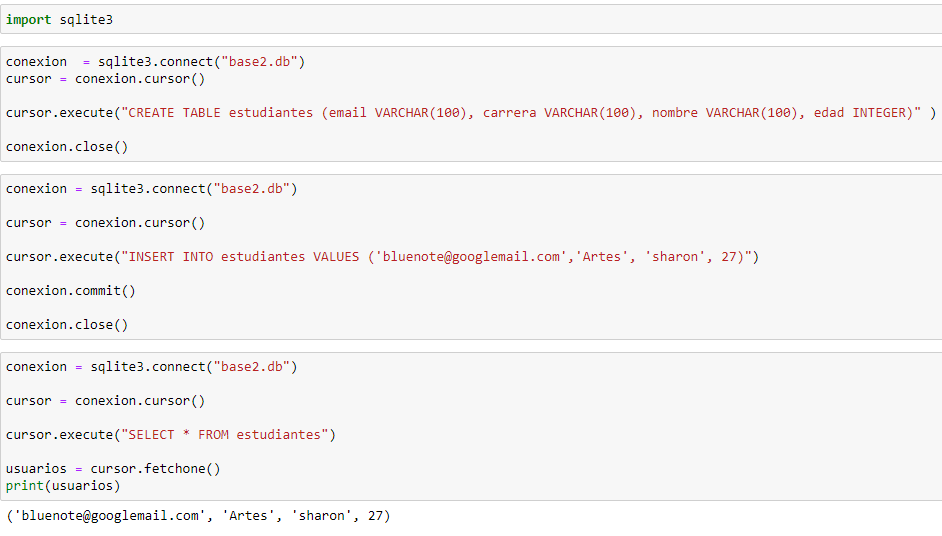 import sqlite3
conexion  = sqlite3.connect("base2.db")
cursor = conexion.cursor()
cursor.execute("CREATE TABLE estudiantes (email VARCHAR(100), carrera VARCHAR(100), nombre VARCHAR(100), edad INTEGER)" )
conexion.close()
conexion = sqlite3.connect("base2.db")
cursor = conexion.cursor()
cursor.execute("INSERT INTO estudiantes VALUES ('bluenote@googlemail.com','Artes', 'sharon', 27)")
conexion.commit()
conexion.close()
conexion = sqlite3.connect("base2.db")
cursor = conexion.cursor()
cursor.execute("SELECT * FROM estudiantes")
usuarios = cursor.fetchone()
print(usuarios)
('bluenote@googlemail.com', 'Artes', 'sharon', 27)